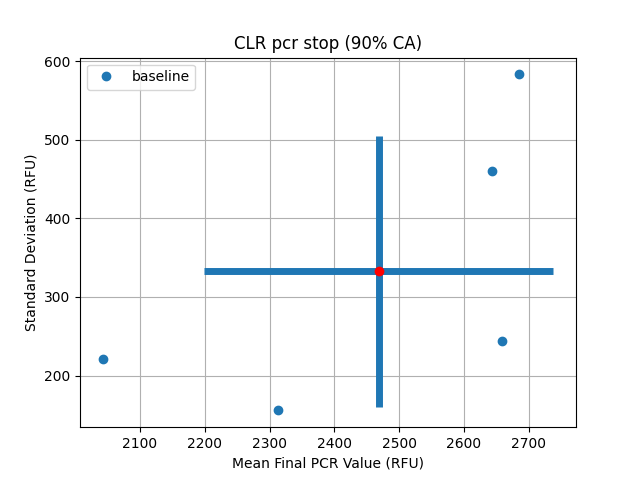 CLR pcr stop (90% CA)
baseline
600
500
400
300
200
Standard Deviation (RFU)
2100 2200 2300 2400 2500 2600 2700
Mean Final PCR Value (RFU)